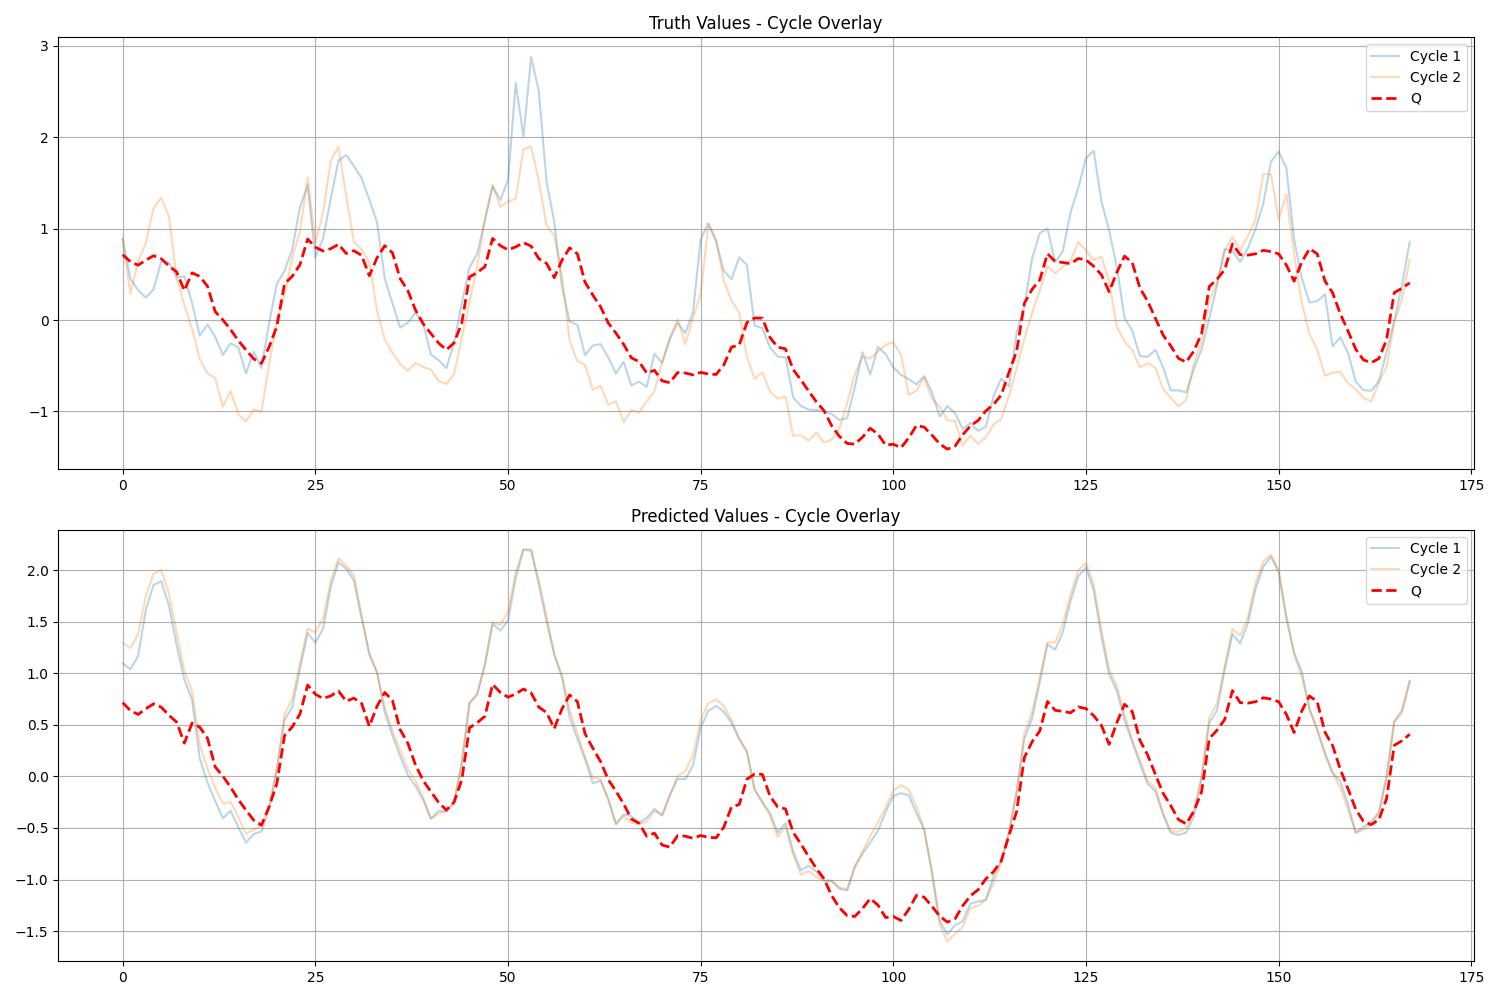 Truth Values - Cycle Overlay
3
2
1
0
−1
Cycle 1
Cycle 2
Q
0 25 50 75 100 125 150 175
Predicted Values - Cycle Overlay
2.0
1.5
1.0
0.5
0.0
−0.5
−1.0
−1.5
Cycle 1
Cycle 2
Q
0 25 50 75 100 125 150 175